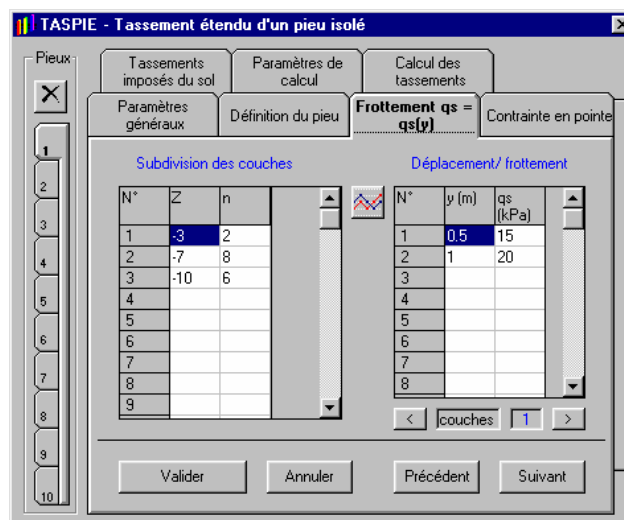 TASPIE - Tassement étendu d'un pieu isolé
Pieux
Tassements imposés du sol
Paramètres de calcul
Calcul des tassements
Paramètres généraux
Définition du pieu
Frottement qs = qs(y)
Contrainte en pointe
1
2
3
4
5
6
7
8
9
10
Subdivision des couches
N° Z n
1 -3 2
2 -7 8
3 -10 6
4
5
6
7
8
9
Déplacement/ frottement
N° y (m) qs (kPa)
1 0.5 15
2 1 20
3
4
5
6
7
8
< couches 1 >
Valider Annuler Précédent Suivant